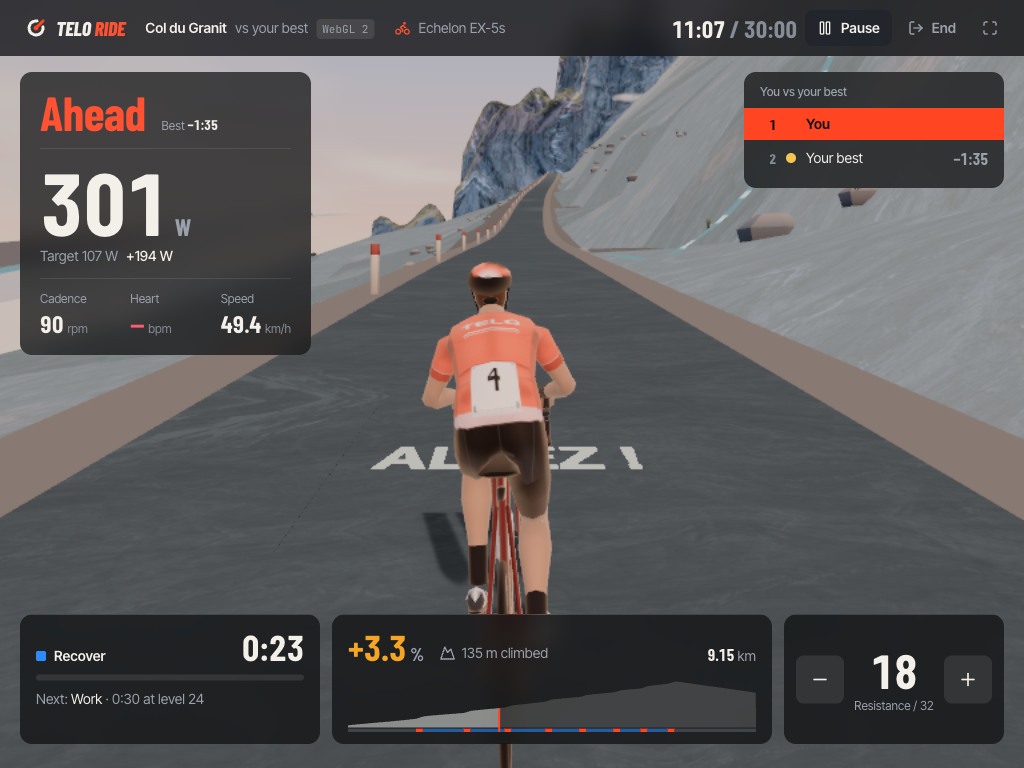 TELO RIDE Col du Granit vs your best WebGL 2 Echelon EX-5s 11:07 / 30:00 Pause End
Ahead Best −1:35
301 W
Target 107 W +194 W
Cadence Heart Speed
90 rpm – bpm 49.4 km/h
You vs your best
1 You
2 Your best −1:35
TELO
4
Recover 0:23
Next: Work · 0:30 at level 24
+3.3 % 135 m climbed 9.15 km
− 18 +
Resistance / 32